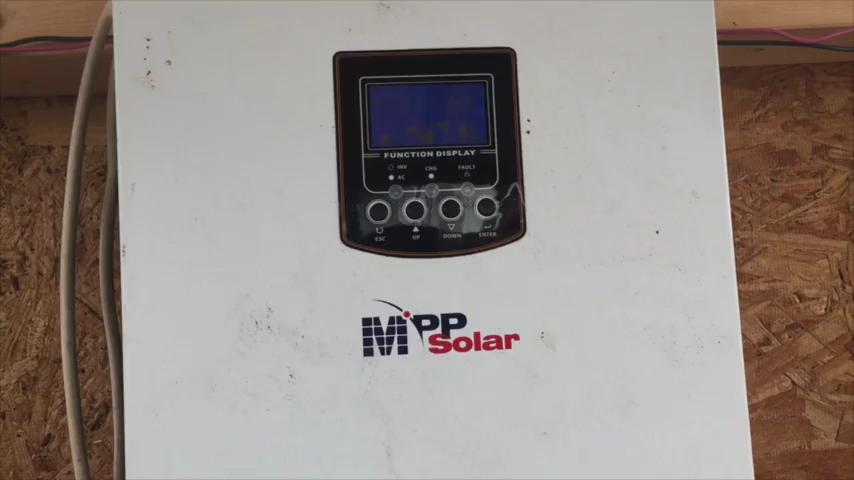 FUNCTION DISPLAY
INV CHG FAULT
AC
ESC UP DOWN ENTER
MPP
Solar